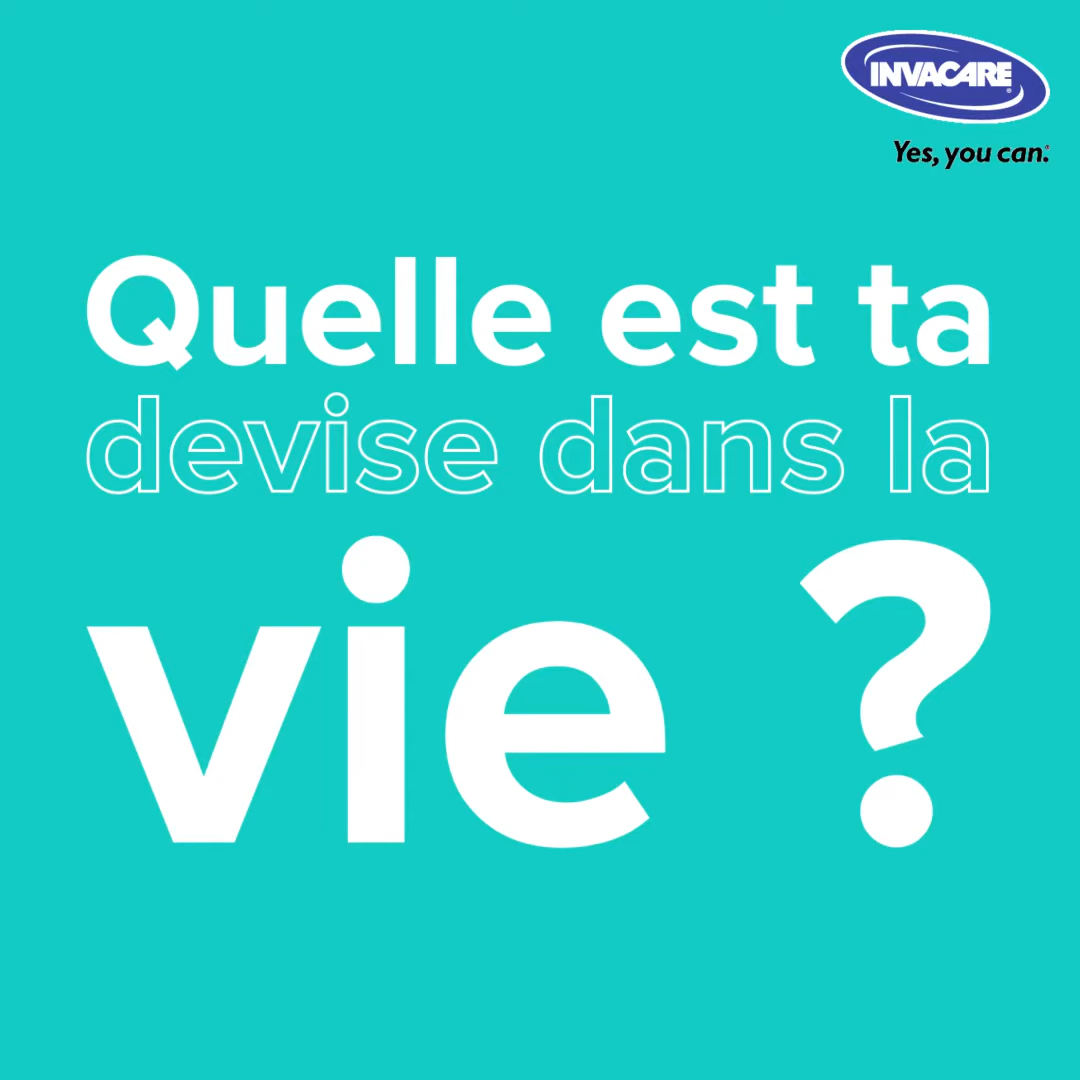 INVACARE®
Yes, you can.®
Quelle est ta
devise dans la
vie ?